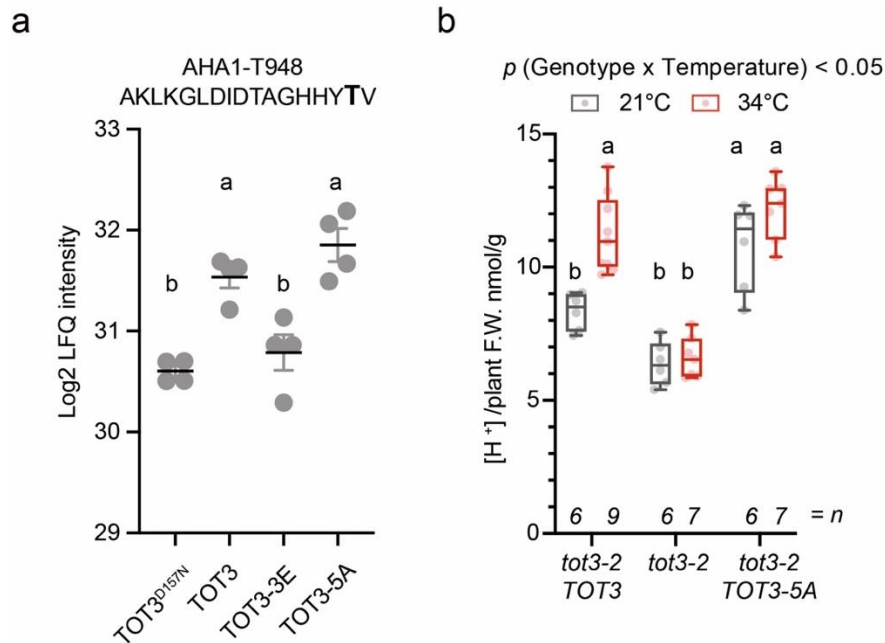 a
AHA1-T948
AKLKGLDIDTAGHHYTV
33
32
31
30
29
Log2 LFQ intensity
a
a
b
b
TOT3D157N
TOT3
TOT3-3E
TOT3-5A
b
p (Genotype x Temperature) < 0.05
21°C
34°C
15
10
5
0
[H+] /plant F.W. nmol/g
a
a
a
b
b
b
6 9 6 7 6 7 = n
tot3-2
TOT3
tot3-2
tot3-2
TOT3-5A